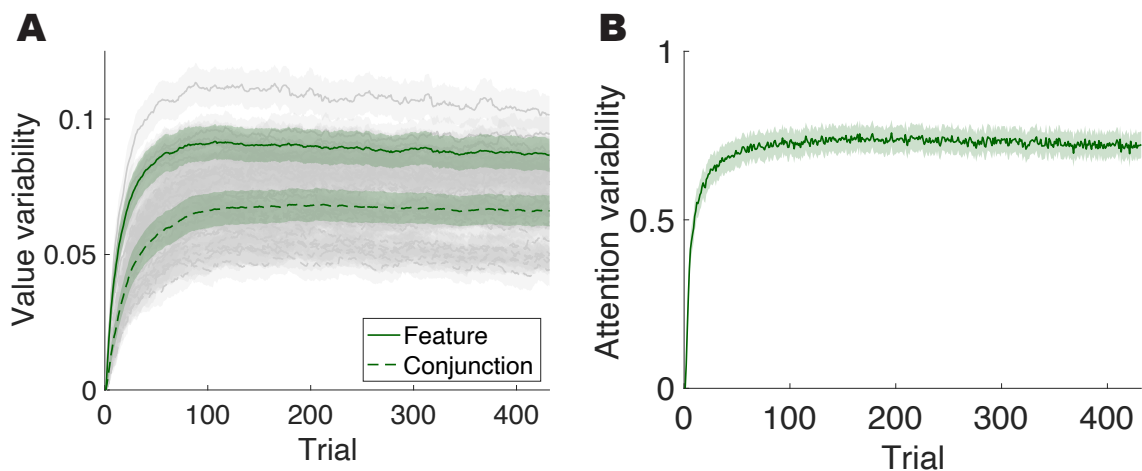 A
Value variability
0.1
0.05
0
0
100
200
300
400
Trial
Feature
Conjunction
B
Attention variability
1
0.5
0
0
100
200
300
400
Trial